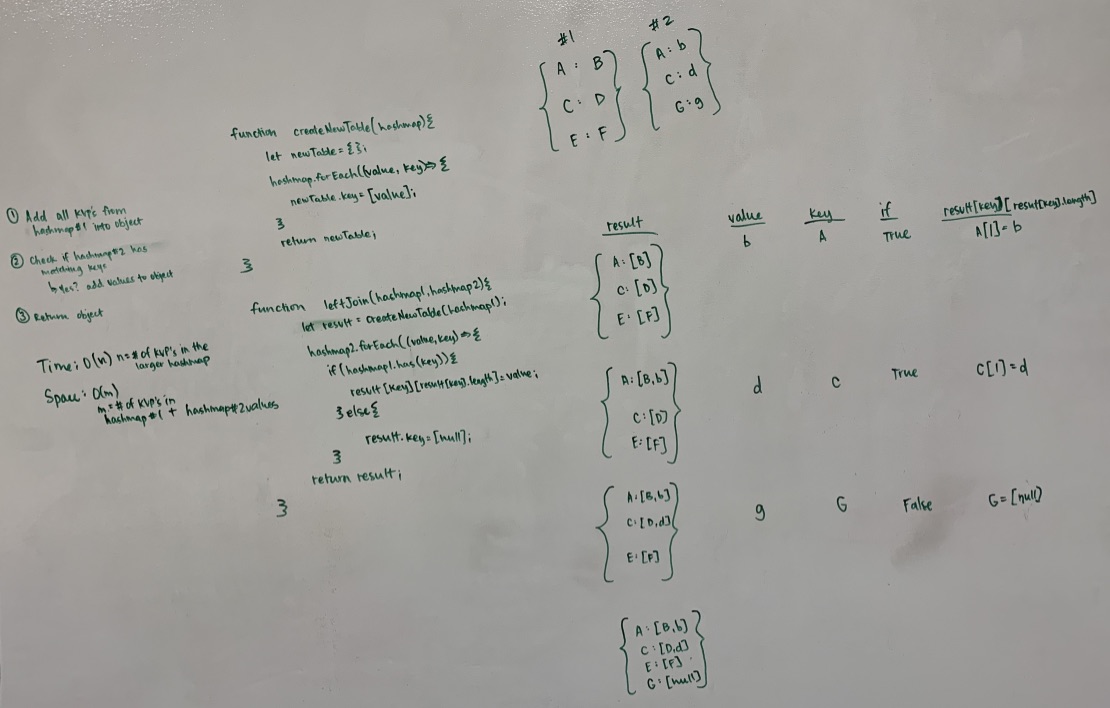 ① Add all KVP's from
hashmap#1 into object
② Check if hashmap#2 has
matching keys
↳ Yes? add values to object
③ Return object
Time: O(n) n=# of KVP's in the
larger hashmap
Space: O(m)
m=# of KVP's in
hashmap#1 + hashmap#2 values
function createNewTable(hashmap){
let newTable={};
hashmap.forEach((value, key)=>{
newTable.key=[value];
}
return newTable;
}
function leftJoin(hashmap1, hashmap2){
let result = createNewTable(hashmap1);
hashmap2.forEach((value, key)=>{
if(hashmap1.has(key)){
result[key][result[key].length]=value;
}else{
result.key=[null];
}
return result;
}
#1
A: B
C: D
E: F
#2
A: b
C: d
G: g
result value key if result[key][result[key].length]
b A True A[1]=b
A: [B]
C: [D]
E: [F]
A: [B,b]
C: [D]
E: [F]
d C True C[1]=d
A: [B,b]
C: [D,d]
E: [F]
g G False G=[null]
A: [B,b]
C: [D,d]
E: [F]
G: [null]